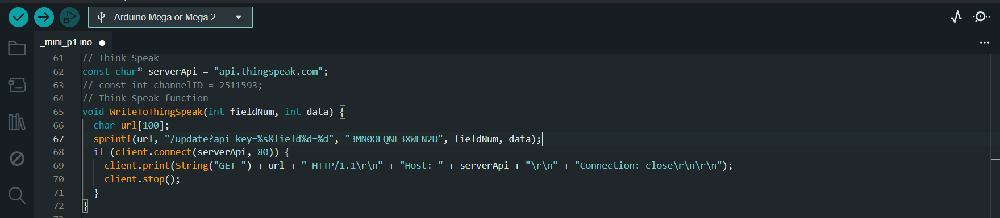 Arduino Mega or Mega 2...
_mini_p1.ino
61 // Think Speak
62 const char* serverApi = "api.thingspeak.com";
63 // const int channelID = 2511593;
64 // Think Speak function
65 void WriteToThingSpeak(int fieldNum, int data) {
66 char url[100];
67 sprintf(url, "/update?api_key=%s&field%d=%d", "3MN0OLQNL3XWEN2D", fieldNum, data);
68 if (client.connect(serverApi, 80)) {
69 client.print(String("GET ") + url + " HTTP/1.1\r\n" + "Host: " + serverApi + "\r\n" + "Connection: close\r\n\r\n");
70 client.stop();
71 }
72 }